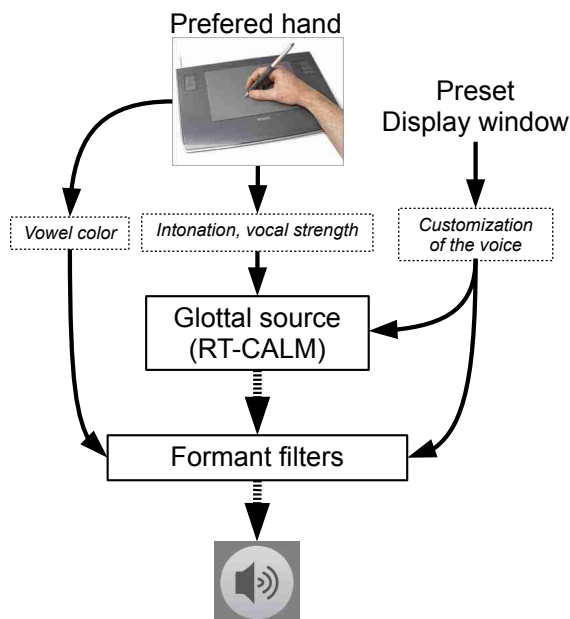 Prefered hand
Preset
Display window
Vowel color
Intonation, vocal strength
Customization
of the voice
Glottal source
(RT-CALM)
Formant filters